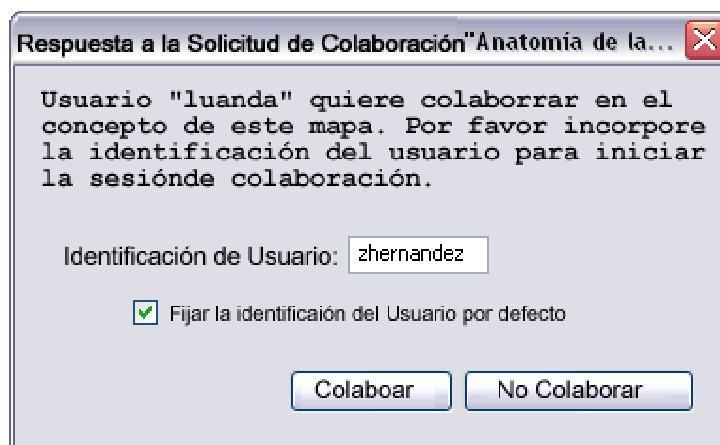 Respuesta a la Solicitud de Colaboración"Anatomía de la...
Usuario "luanda" quiere colaborrar en el
concepto de este mapa. Por favor incorpore
la identificación del usuario para iniciar
la sesiónde colaboración.
Identificación de Usuario: zhernandez
Fijar la identificaión del Usuario por defecto
Colaboar No Colaborar